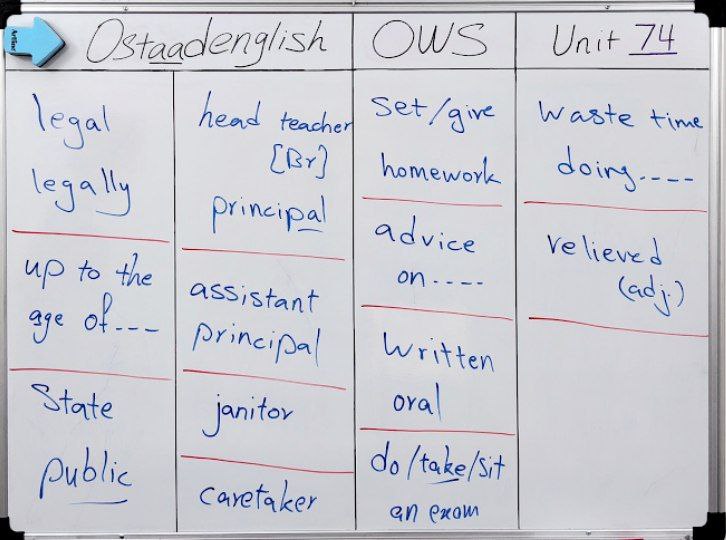 Ostaadenglish
OWS
Unit 74
legal
legally
up to the
age of---
State
public
head teacher
[Br]
principal
assistant
principal
janitor
caretaker
set/give
homework
advice
on----
written
oral
do/take/sit
an exam
waste time
doing----
relieved
(adj.)